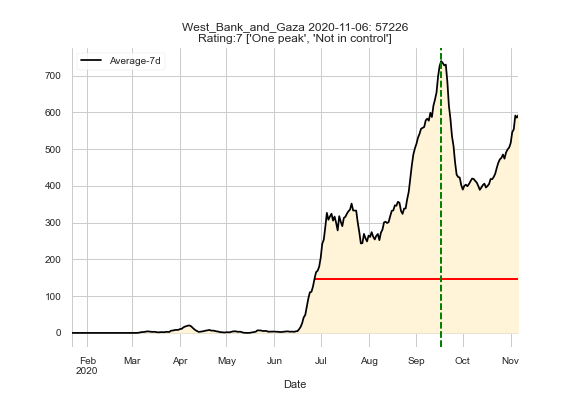 West_Bank_and_Gaza 2020-11-06: 57226
Rating:7 ['One peak', 'Not in control']
Average-7d
700
600
500
400
300
200
100
0
Feb Mar Apr May Jun Jul Aug Sep Oct Nov
2020
Date